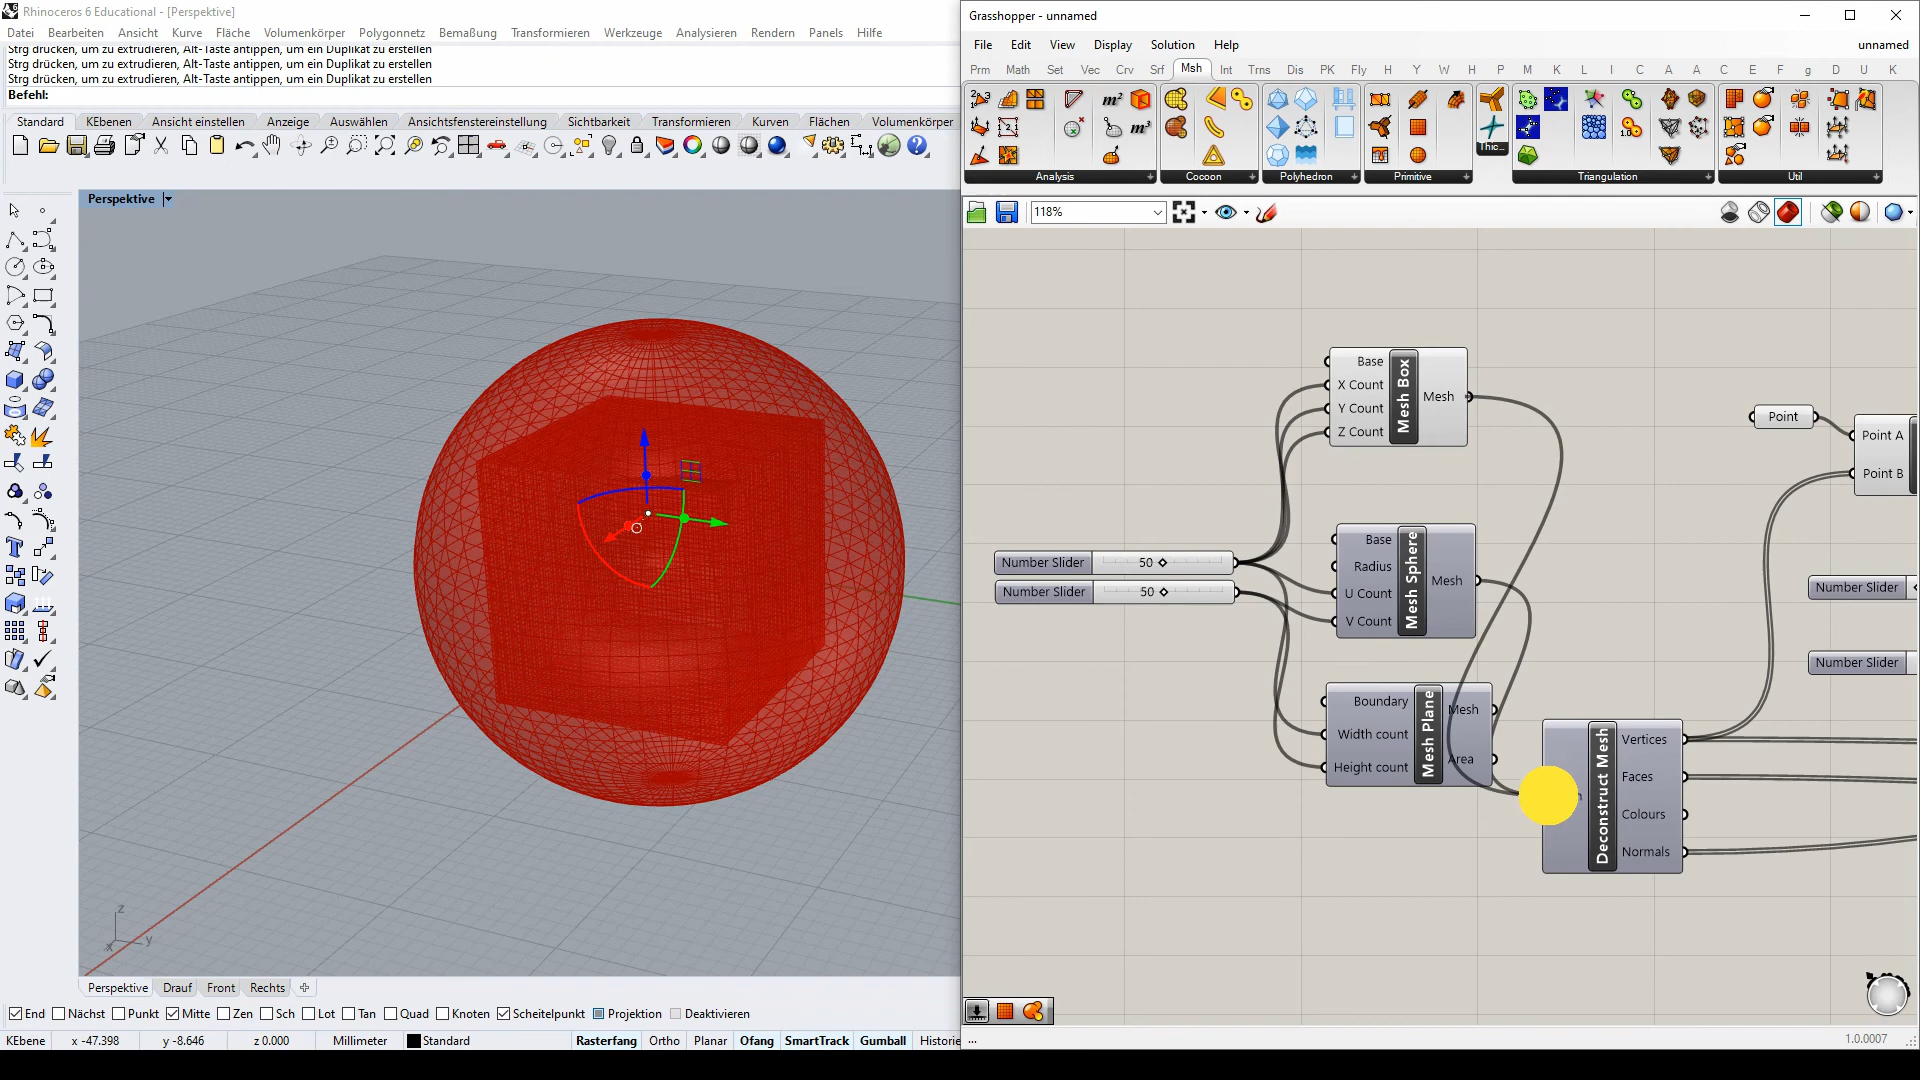 Rhinoceros 6 Educational - [Perspektive]
Datei Bearbeiten Ansicht Kurve Fläche Volumenkörper Polygonnetz Bemaßung Transformieren Werkzeuge Analysieren Rendern Panels Hilfe
Strg drücken, um zu extrudieren, Alt-Taste antippen, um ein Duplikat zu erstellen
Strg drücken, um zu extrudieren, Alt-Taste antippen, um ein Duplikat zu erstellen
Strg drücken, um zu extrudieren, Alt-Taste antippen, um ein Duplikat zu erstellen
Befehl:
Standard KEbenen Ansicht einstellen Anzeige Auswählen Ansichtsfenstereinstellung Sichtbarkeit Transformieren Kurven Flächen Volumenkörper
Perspektive
z
x y
Perspektive Drauf Front Rechts
End Nächst Punkt Mitte Zen Sch Lot Tan Quad Knoten Scheitelpunkt Projektion Deaktivieren
KEbene x -47.398 y -8.646 z 0.000 Millimeter Standard Rasterfang Ortho Planar Ofang SmartTrack Gumball Historie
Grasshopper - unnamed
File Edit View Display Solution Help unnamed
Prm Math Set Vec Crv Srf Msh Int Trns Dis PK Fly H Y W H P M K L I C A A C E F g D U K
Thic...
Analysis Cocoon Polyhedron Primitive Triangulation Util
118%
Base
X Count
Y Count
Z Count
Mesh Box
Mesh
Point
Point A
Point B
Number Slider 50
Number Slider 50
Base
Radius
U Count
V Count
Mesh Sphere
Mesh
Number Slider
Number Slider
Boundary
Width count
Height count
Mesh Plane
Mesh
Area
Deconstruct Mesh
Vertices
Faces
Colours
Normals
...
1.0.0007